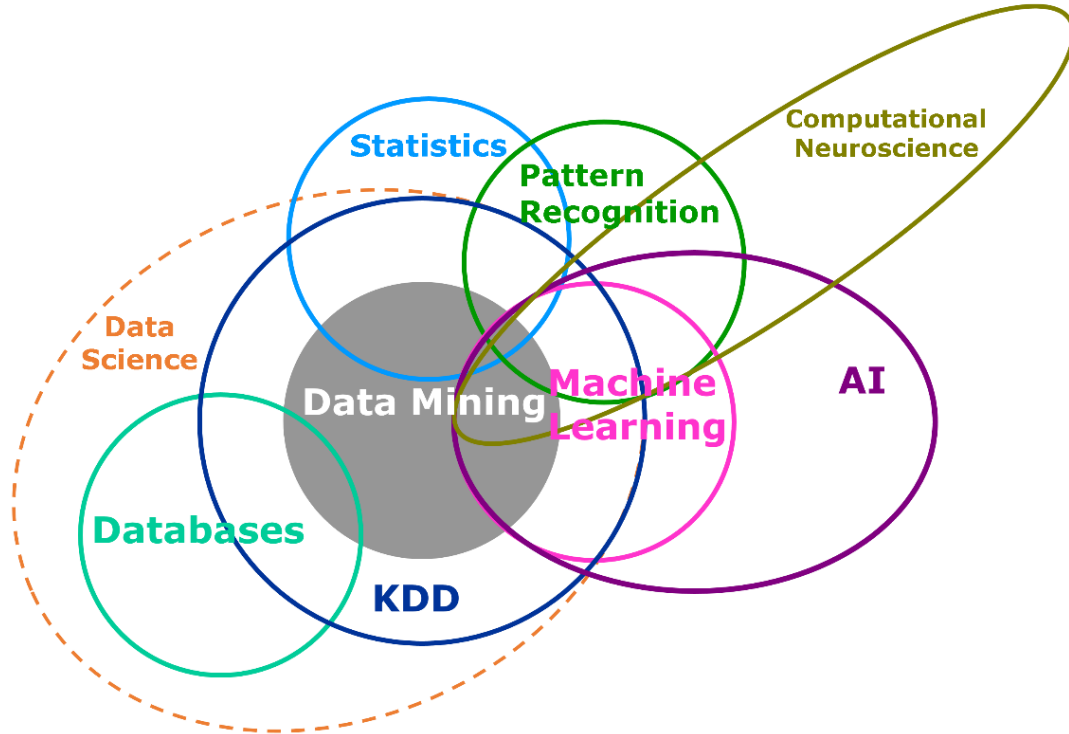 Computational
Neuroscience
Statistics
Pattern
Recognition
Data
Science
AI
Machine
Learning
Data Mining
Databases
KDD